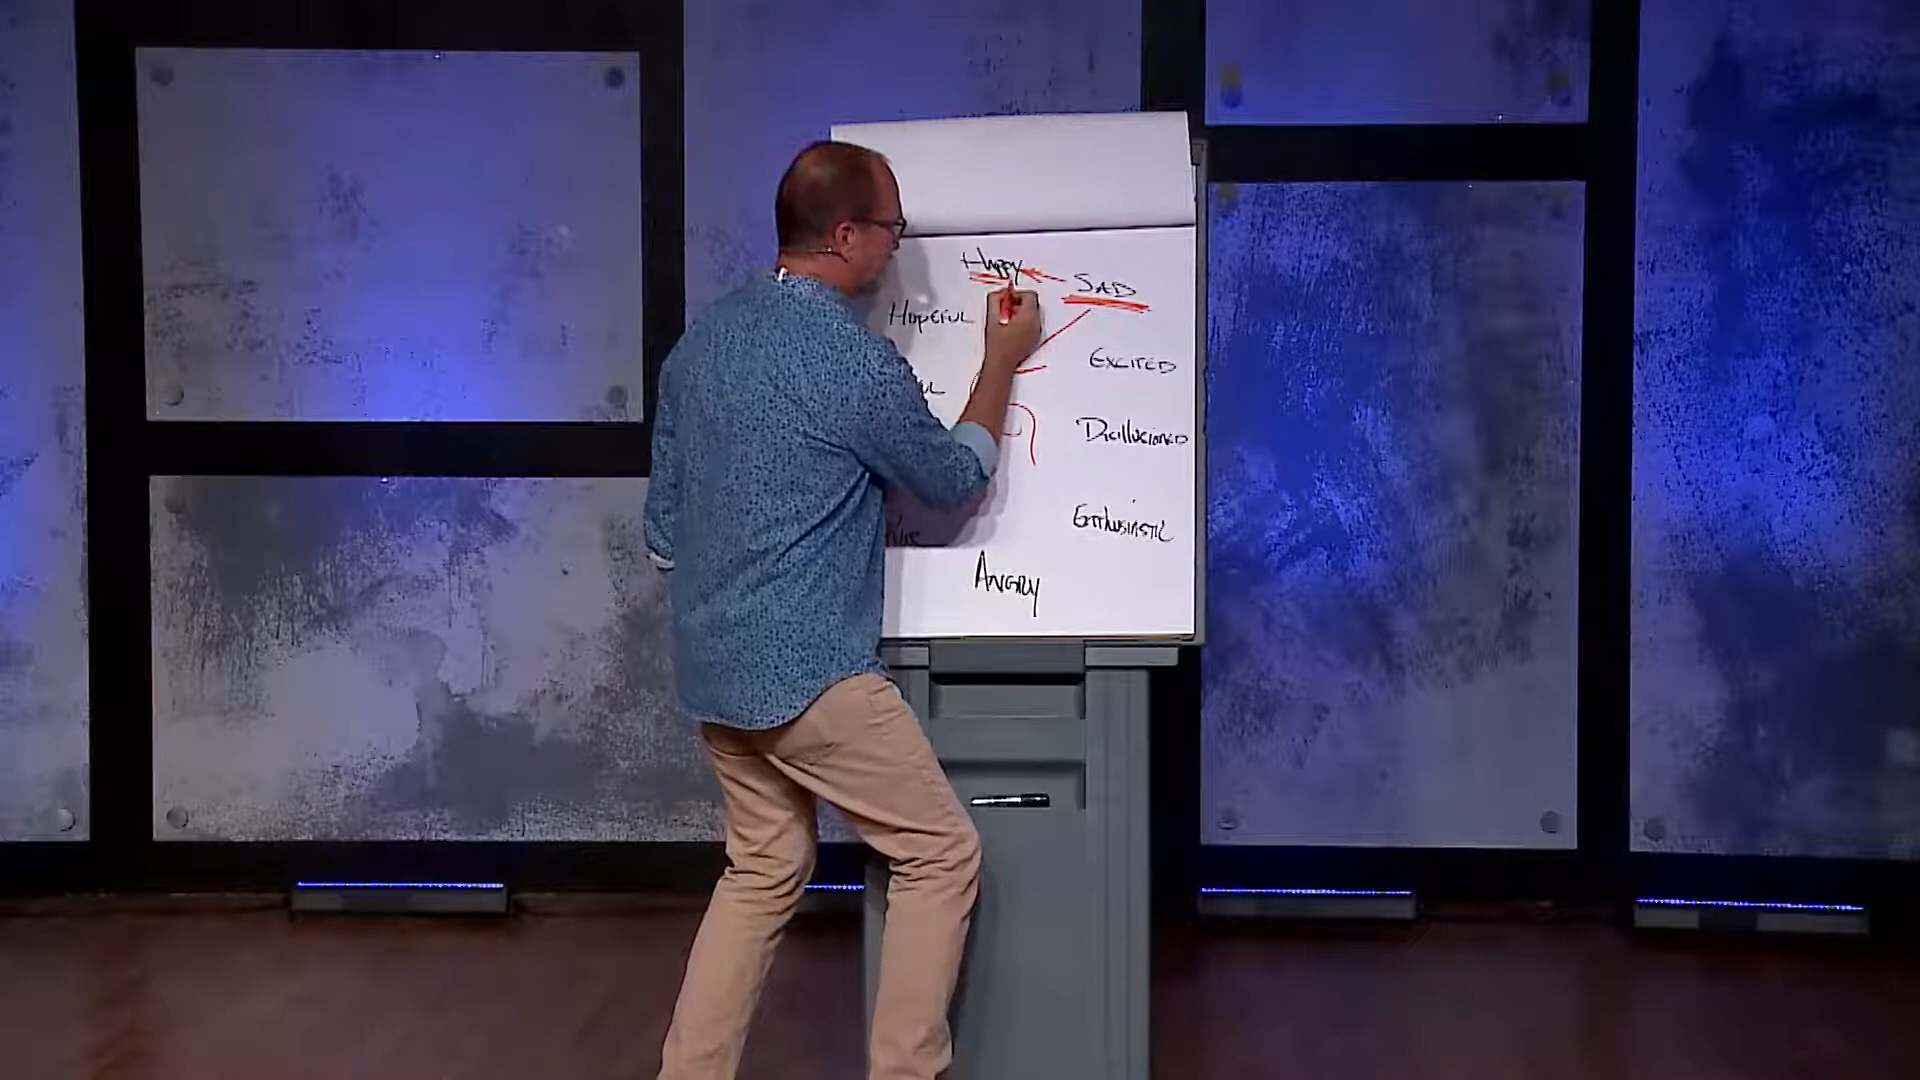 Happy
SAD
HOPEFUL
EXCITED
Disillusioned
Enthusiastic
ANGRY